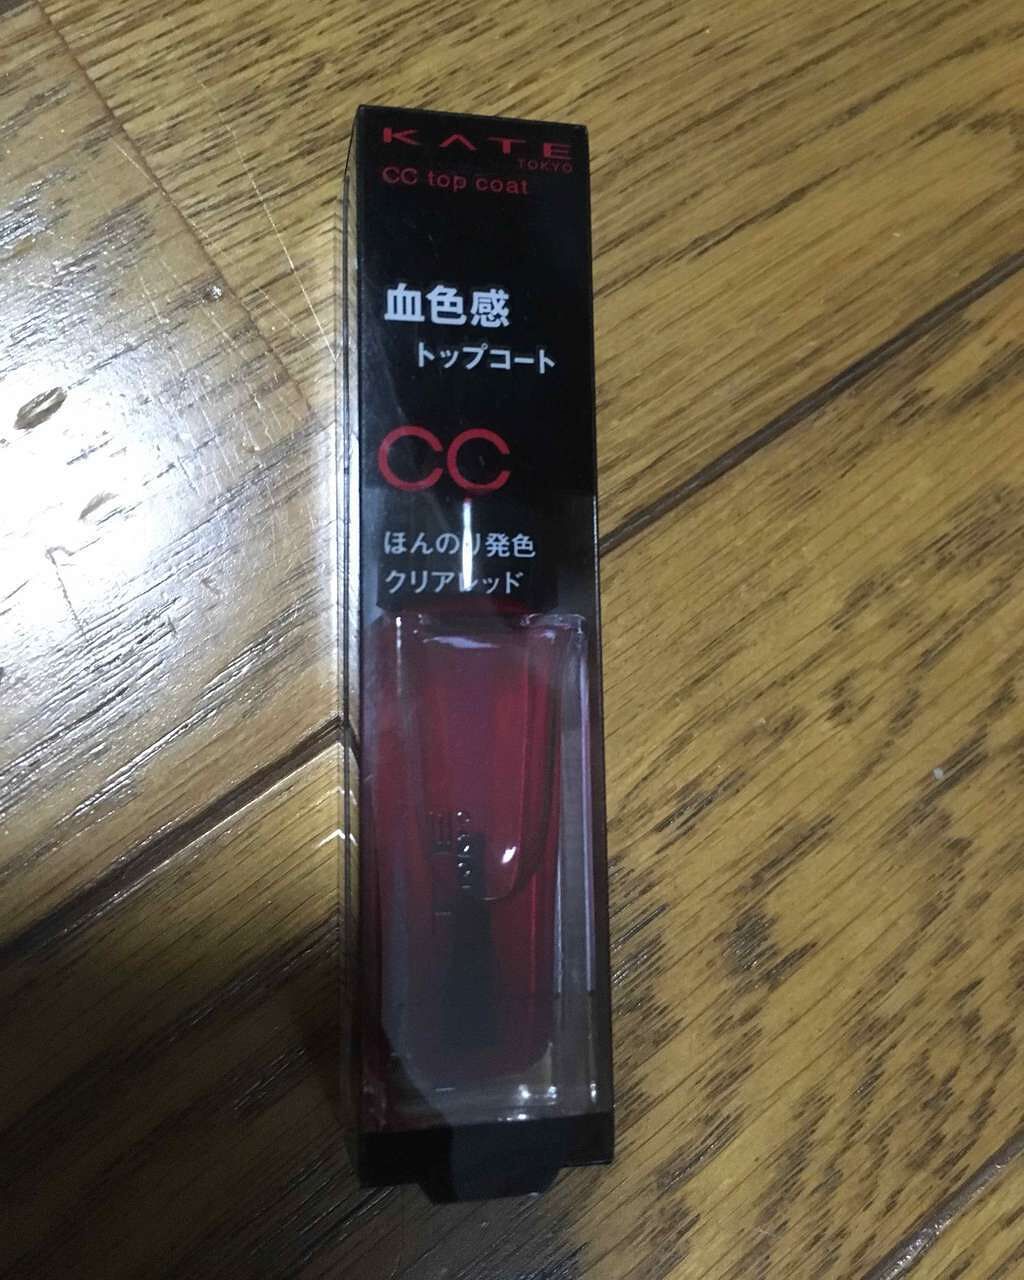 KATE
TOKYO
CC top coat
血色感
トップコート
CC
ほんのり発色
クリアレッド